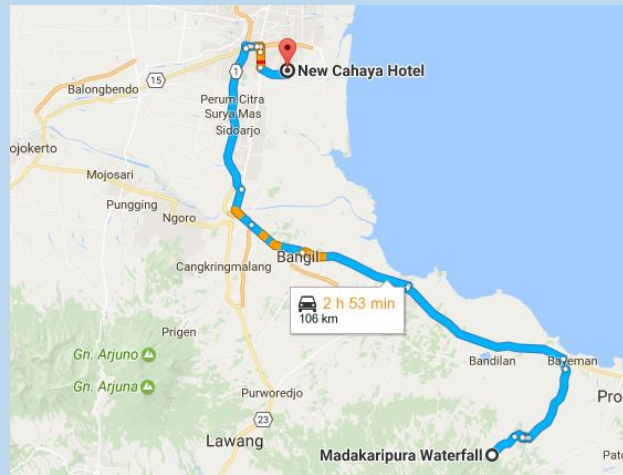 New Cahaya Hotel
15
1
Balongbendo
Perum Citra
Surya Mas
Sidoarjo
ojokerto
Mojosari
Pungging
Ngoro
Bangil
Cangkringmalang
2 h 53 min
106 km
Prigen
Gn. Arjuno
Bandilan
Bayeman
Gn. Arjuna
Purworedjo
Pro
23
Lawang
Madakaripura Waterfall
Pate